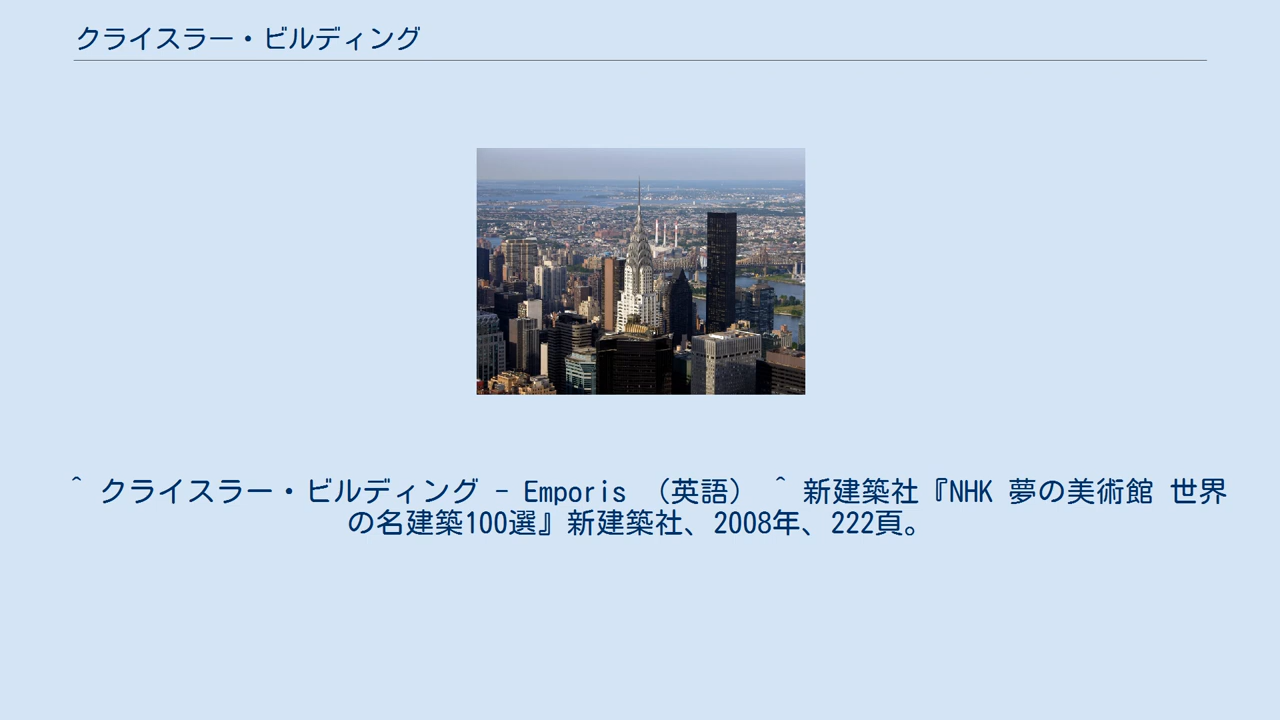 クライスラー・ビルディング
^ クライスラー・ビルディング - Emporis （英語） ^ 新建築社『NHK 夢の美術館 世界
の名建築100選』新建築社、2008年、222頁。